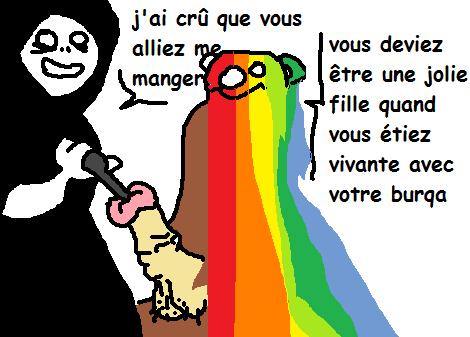 j'ai crû que vous
alliez me
manger
vous deviez
être une jolie
fille quand
vous étiez
vivante avec
votre burqa